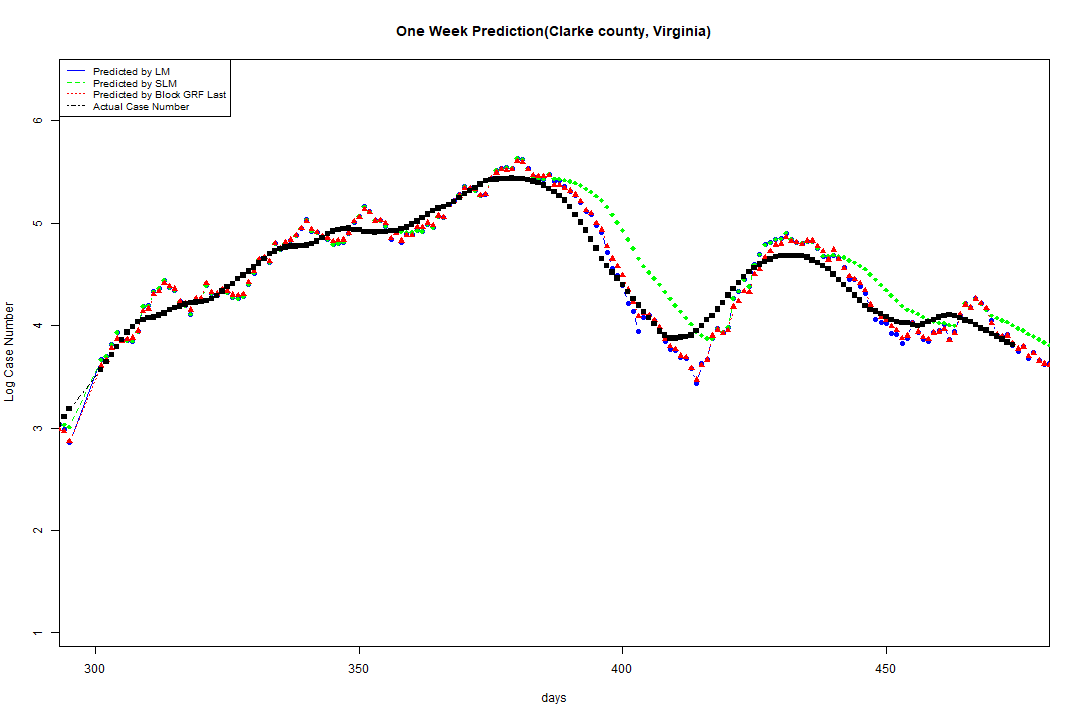 One Week Prediction(Clarke county, Virginia)
Predicted by LM
Predicted by SLM
Predicted by Block GRF Last
Actual Case Number
6
5
4
3
2
1
Log Case Number
300 350 400 450
days